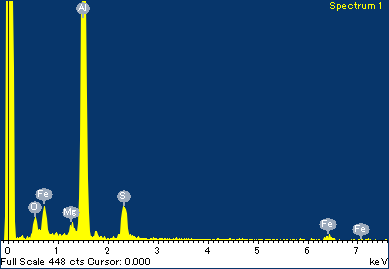 Spectrum 1
Al
Fe
O
Mg
S
Fe
Fe
0 1 2 3 4 5 6 7
Full Scale 448 cts Cursor: 0.000 keV